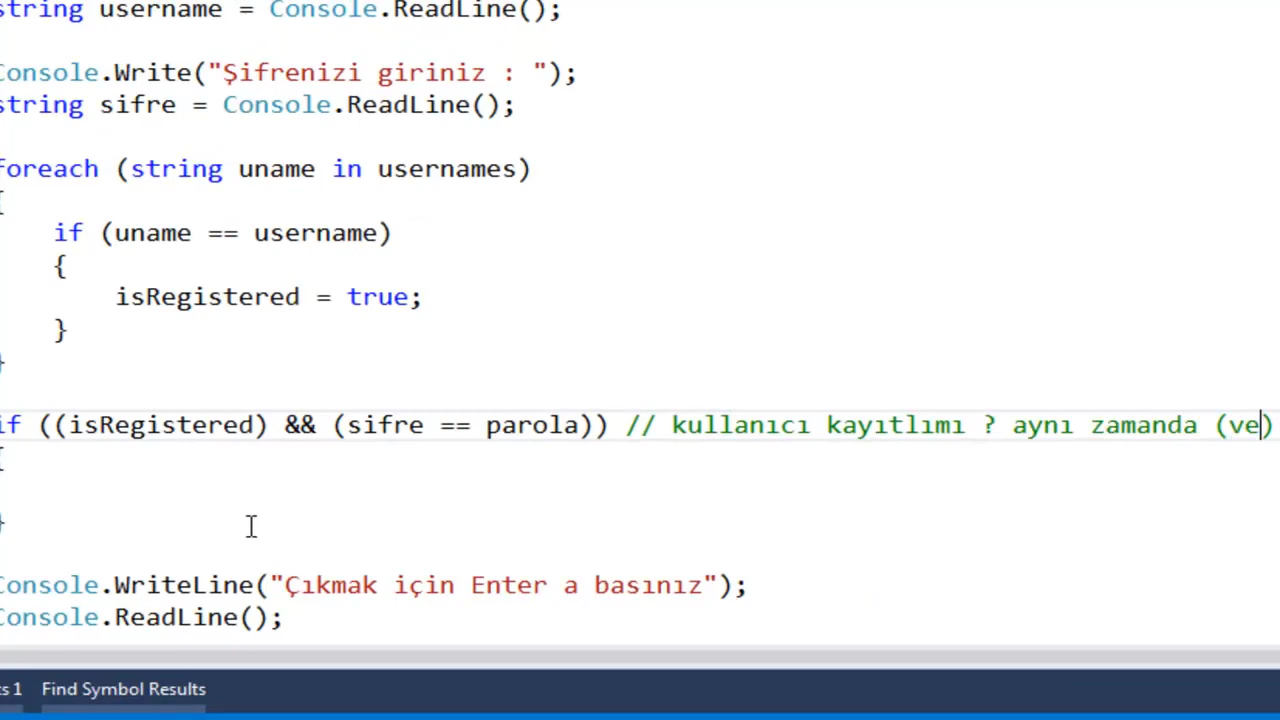 string username = Console.ReadLine();
Console.Write("Şifrenizi giriniz : ");
string sifre = Console.ReadLine();
foreach (string uname in usernames)
{
if (uname == username)
{
isRegistered = true;
}
}
if ((isRegistered) && (sifre == parola)) // kullanıcı kayıtlımı ? aynı zamanda (ve)
{
}
Console.WriteLine("Çıkmak için Enter a basınız");
Console.ReadLine();
ts 1 Find Symbol Results